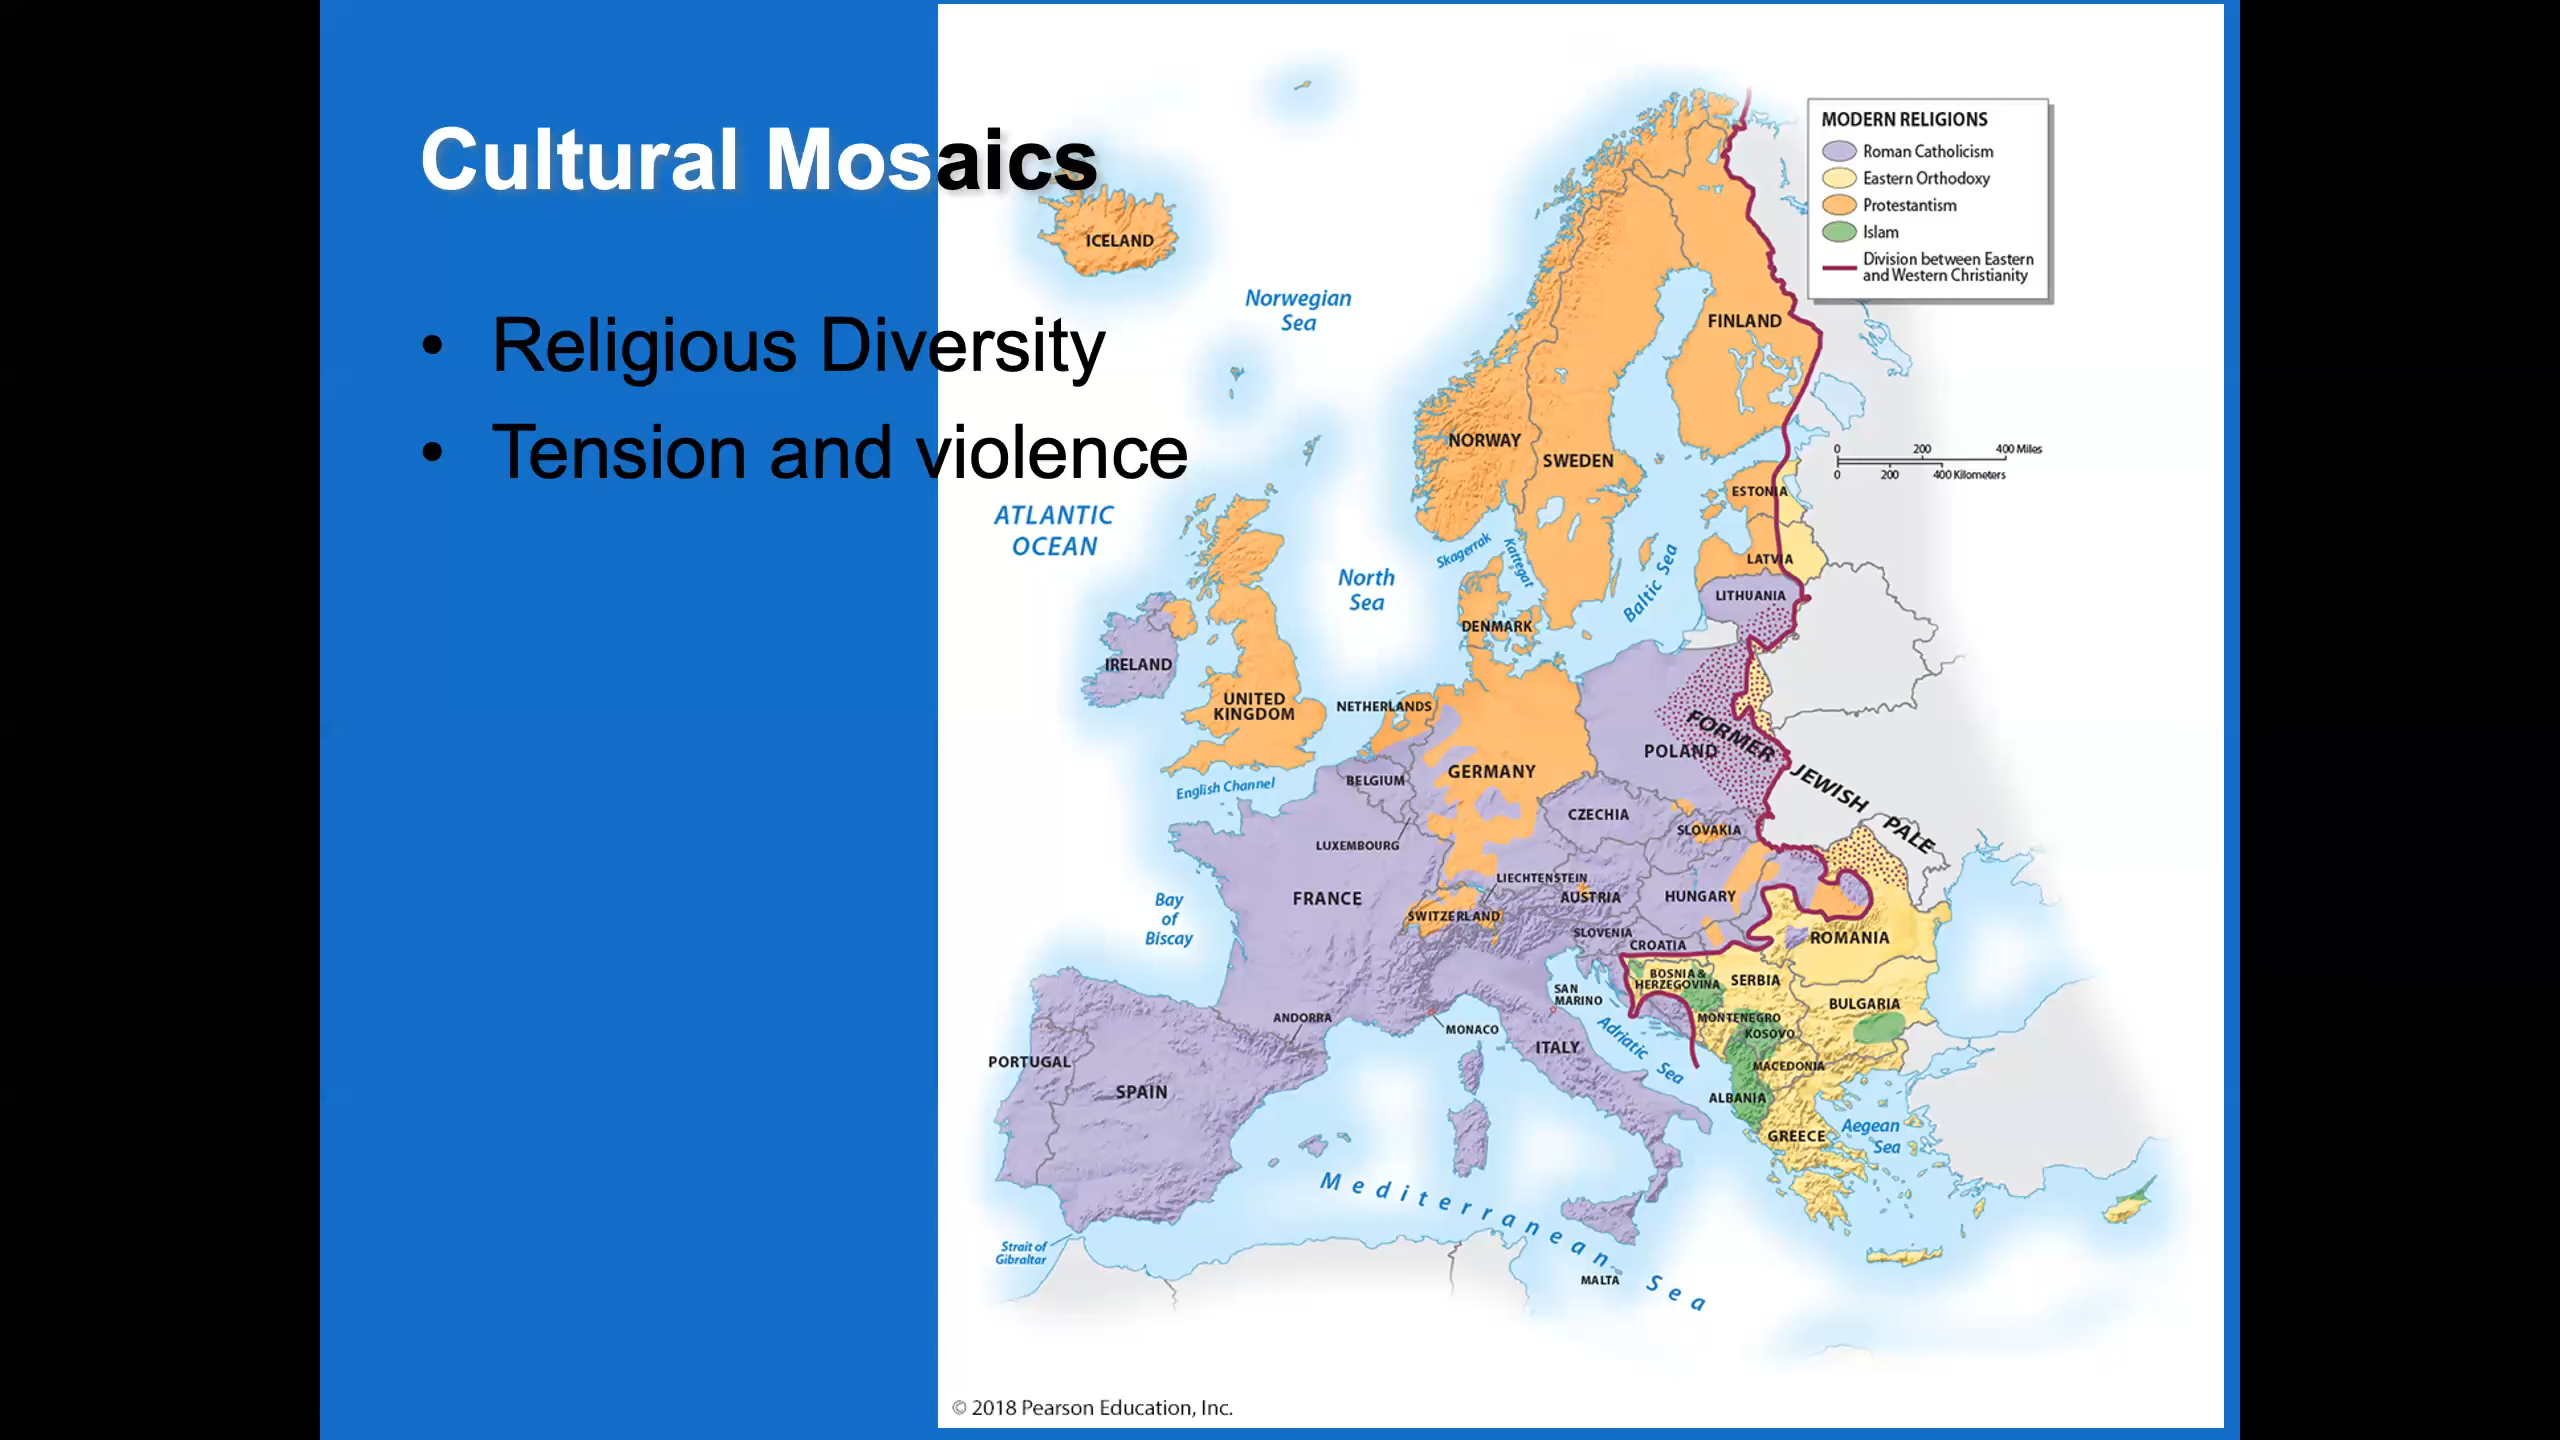 Cultural Mosaics
• Religious Diversity
• Tension and violence
MODERN RELIGIONS
Roman Catholicism
Eastern Orthodoxy
Protestantism
Islam
Division between Eastern
and Western Christianity
ICELAND
Norwegian
Sea
FINLAND
NORWAY
SWEDEN
0 200 400 Miles
0 200 400 Kilometers
ESTONIA
ATLANTIC
OCEAN
Skagerrak
Kattegat
Baltic Sea
LATVIA
North
Sea
LITHUANIA
DENMARK
IRELAND
UNITED
KINGDOM
NETHERLANDS
FORMER JEWISH PALE
POLAND
GERMANY
BELGIUM
English Channel
CZECHIA
SLOVAKIA
LUXEMBOURG
LIECHTENSTEIN
FRANCE
AUSTRIA
HUNGARY
Bay
of
Biscay
SWITZERLAND
SLOVENIA
CROATIA
ROMANIA
BOSNIA &
HERZEGOVINA
SERBIA
SAN
MARINO
BULGARIA
ANDORRA
MONACO
MONTENEGRO
KOSOVO
Adriatic Sea
ITALY
PORTUGAL
SPAIN
MACEDONIA
ALBANIA
GREECE
Aegean
Sea
Mediterranean Sea
Strait of
Gibraltar
MALTA
© 2018 Pearson Education, Inc.